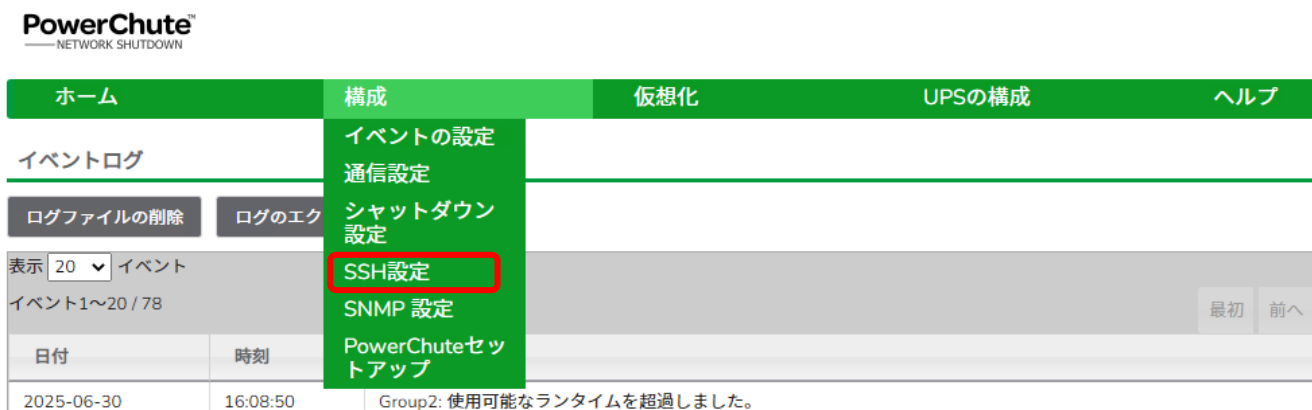 PowerChute™
NETWORK SHUTDOWN
ホーム 構成 仮想化 UPSの構成 ヘルプ
イベントの設定
通信設定
シャットダウン
設定
SSH設定
SNMP 設定
PowerChuteセッ
トアップ
イベントログ
ログファイルの削除 ログのエク
表示 20 イベント
イベント1～20 / 78
最初 前へ
日付 時刻
2025-06-30 16:08:50 Group2: 使用可能なランタイムを超過しました。